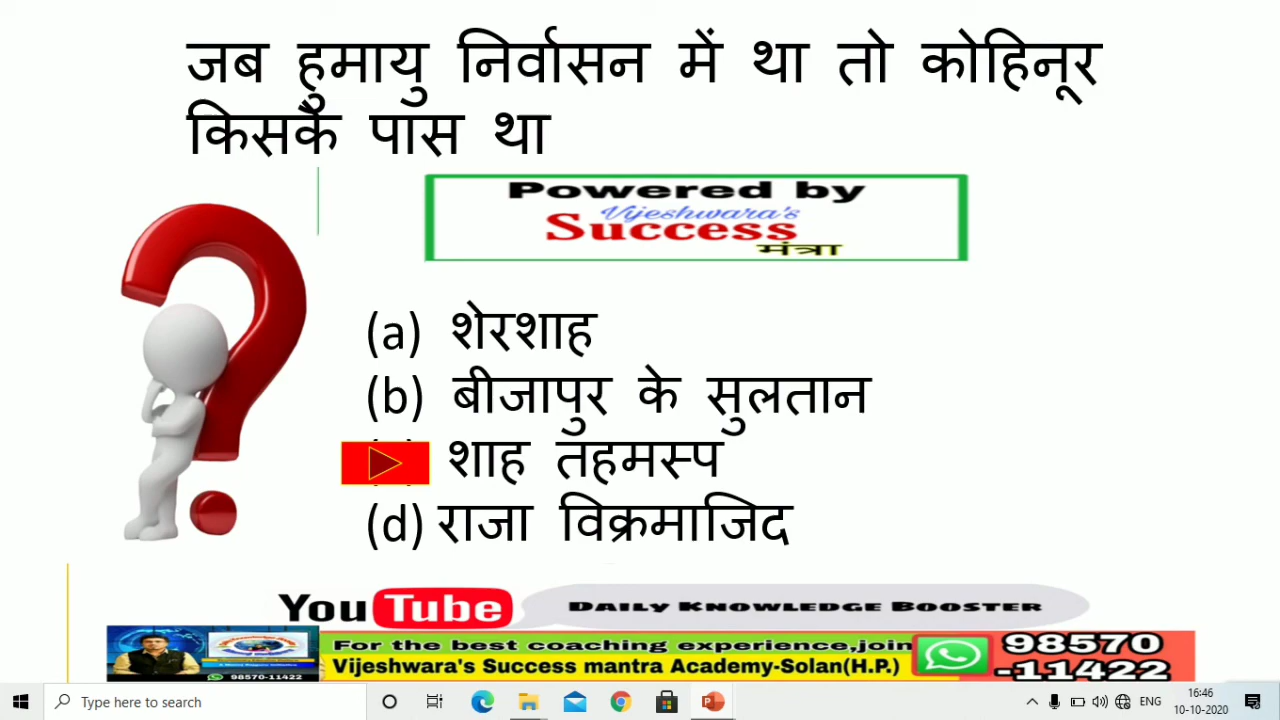 जब हुमायु निर्वासन में था तो कोहिनूर
किसके पास था
Powered by
Vijeshwara's
Success
मंत्रा
(a) शेरशाह
(b) बीजापुर के सुलतान
शाह तहमस्प
(d) राजा विक्रमाजिद
YouTube DAILY KNOWLEDGE BOOSTER
For the best coaching experience,join
Vijeshwara's Success mantra Academy-Solan(H.P.)
98570
-11422
98570-11422
Type here to search
ENG
16:46
10-10-2020